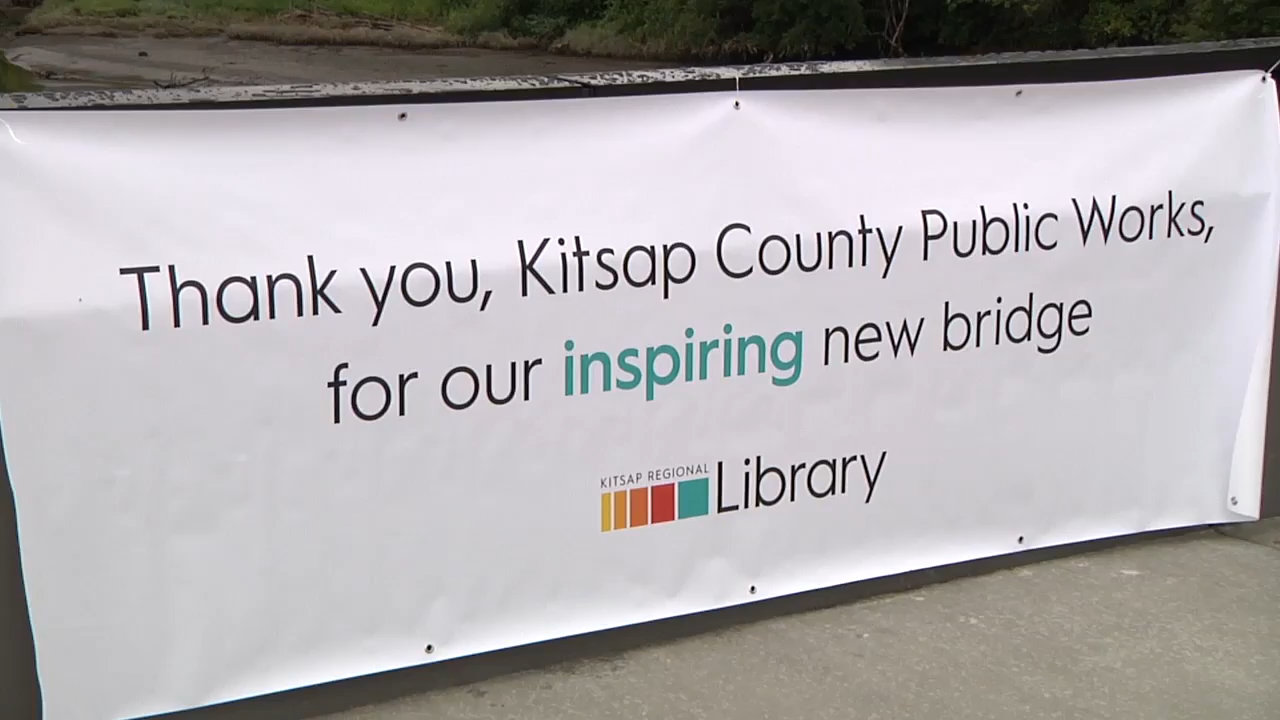 Thank you, Kitsap County Public Works,
for our inspiring new bridge
KITSAP REGIONAL
Library